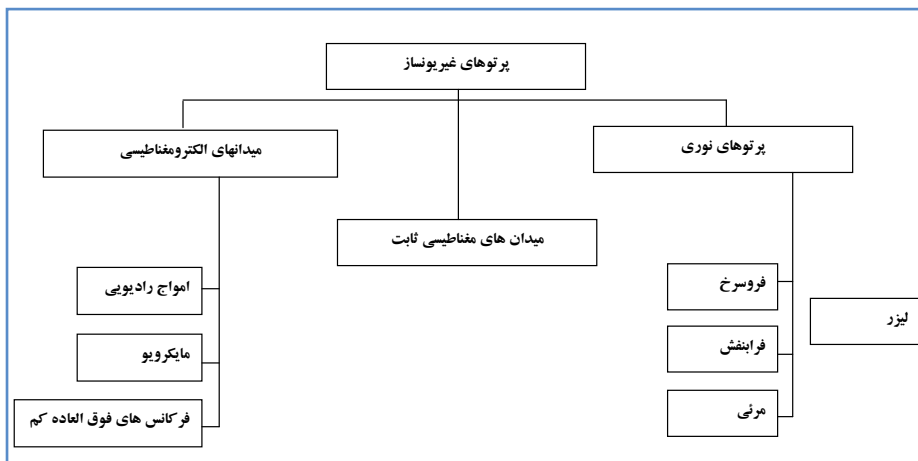 پرتوهای غیریونساز
پرتوهای نوری
میدانهای الکترومغناطیسی
میدان های مغناطیسی ثابت
فروسرخ
فرابنفش
مرئی
لیزر
امواج رادیویی
مایکرویو
فرکانس های فوق العاده کم